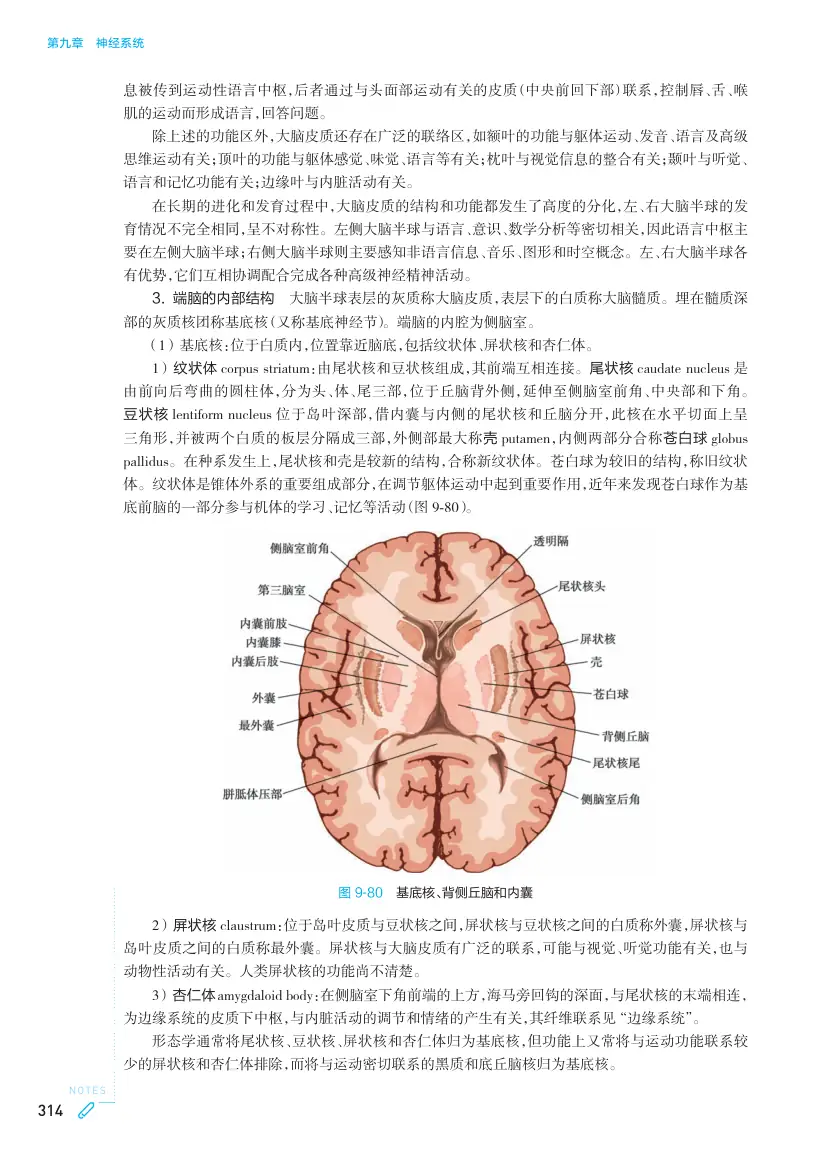 第九章 神经系统
息被传到运动性语言中枢,后者通过与头面部运动有关的皮质(中央前回下部)联系,控制唇、舌、喉
肌的运动而形成语言,回答问题。
除上述的功能区外,大脑皮质还存在广泛的联络区,如额叶的功能与躯体运动、发音、语言及高级
思维运动有关;顶叶的功能与躯体感觉、味觉、语言等有关;枕叶与视觉信息的整合有关;颞叶与听觉、
语言和记忆功能有关;边缘叶与内脏活动有关。
在长期的进化和发育过程中,大脑皮质的结构和功能都发生了高度的分化,左、右大脑半球的发
育情况不完全相同,呈不对称性。左侧大脑半球与语言、意识、数学分析等密切相关,因此语言中枢主
要在左侧大脑半球;右侧大脑半球则主要感知非语言信息、音乐、图形和时空概念。左、右大脑半球各
有优势,它们互相协调配合完成各种高级神经精神活动。
3. 端脑的内部结构 大脑半球表层的灰质称大脑皮质,表层下的白质称大脑髓质。埋在髓质深
部的灰质核团称基底核(又称基底神经节)。端脑的内腔为侧脑室。
(1)基底核:位于白质内,位置靠近脑底,包括纹状体、屏状核和杏仁体。
1)纹状体 corpus striatum:由尾状核和豆状核组成,其前端互相连接。尾状核 caudate nucleus 是
由前向后弯曲的圆柱体,分为头、体、尾三部,位于丘脑背外侧,延伸至侧脑室前角、中央部和下角。
豆状核 lentiform nucleus 位于岛叶深部,借内囊与内侧的尾状核和丘脑分开,此核在水平切面上呈
三角形,并被两个白质的板层分隔成三部,外侧部最大称壳 putamen,内侧两部分合称苍白球 globus
pallidus。在种系发生上,尾状核和壳是较新的结构,合称新纹状体。苍白球为较旧的结构,称旧纹状
体。纹状体是锥体外系的重要组成部分,在调节躯体运动中起到重要作用,近年来发现苍白球作为基
底前脑的一部分参与机体的学习、记忆等活动(图 9-80)。
侧脑室前角
第三脑室
内囊前肢
内囊膝
内囊后肢
外囊
最外囊
胼胝体压部
透明隔
尾状核头
屏状核
壳
苍白球
背侧丘脑
尾状核尾
侧脑室后角
图 9-80 基底核、背侧丘脑和内囊
2)屏状核 claustrum:位于岛叶皮质与豆状核之间,屏状核与豆状核之间的白质称外囊,屏状核与
岛叶皮质之间的白质称最外囊。屏状核与大脑皮质有广泛的联系,可能与视觉、听觉功能有关,也与
动物性活动有关。人类屏状核的功能尚不清楚。
3)杏仁体 amygdaloid body:在侧脑室下角前端的上方,海马旁回钩的深面,与尾状核的末端相连,
为边缘系统的皮质下中枢,与内脏活动的调节和情绪的产生有关,其纤维联系见“边缘系统”。
形态学通常将尾状核、豆状核、屏状核和杏仁体归为基底核,但功能上又常将与运动功能联系较
少的屏状核和杏仁体排除,而将与运动密切联系的黑质和底丘脑核归为基底核。
NOTES
314